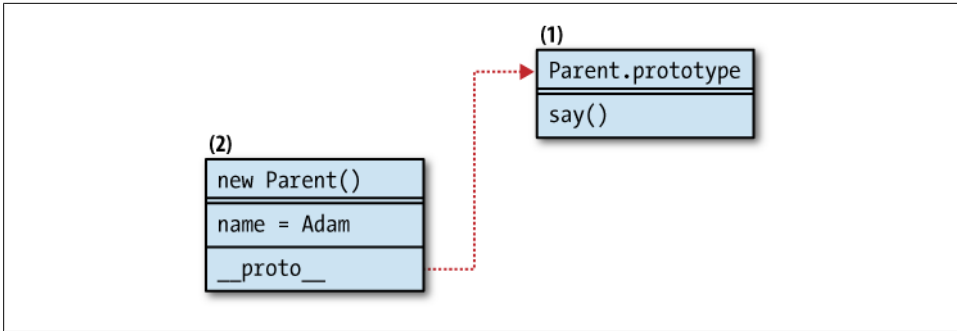 (1)
Parent.prototype
say()
(2)
new Parent()
name = Adam
__proto__